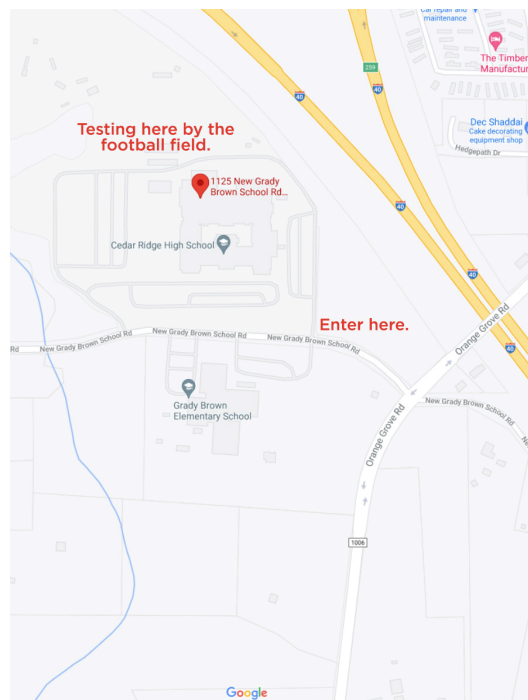 Car repair and
maintenance
259
40
40
The Timber
Manufactur
Testing here by the
football field.
Dec Shaddai
Cake decorating
equipment shop
Hedgepath Dr
1125 New Grady
Brown School Rd...
40
Cedar Ridge High School
40
Orange Grove Rd
Enter here.
Rd
New Grady Brown School Rd
New Grady Brown School Rd
New Grady Brown School Rd
40
Grady Brown
Elementary School
New Grady Brown School Rd
Orange Grove Rd
1006
Google